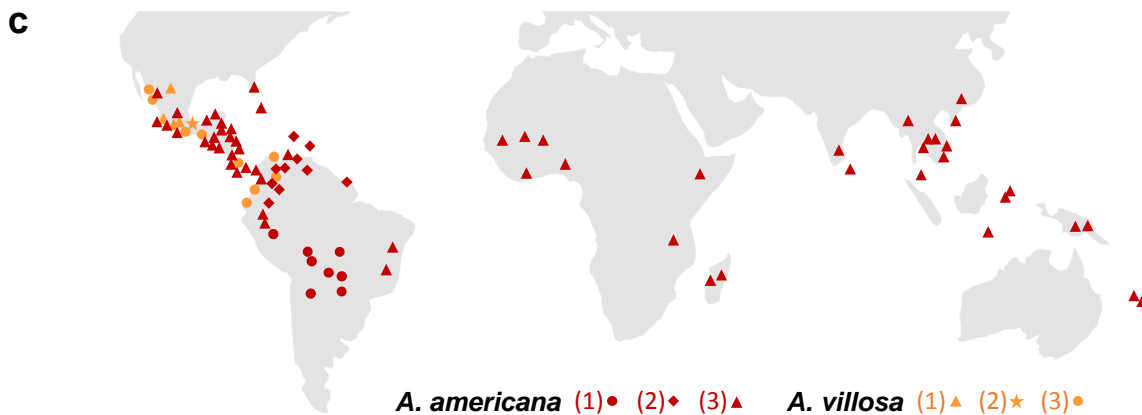 c
A. americana (1)● (2)◆ (3)▲ A. villosa (1)▲ (2)★ (3)●